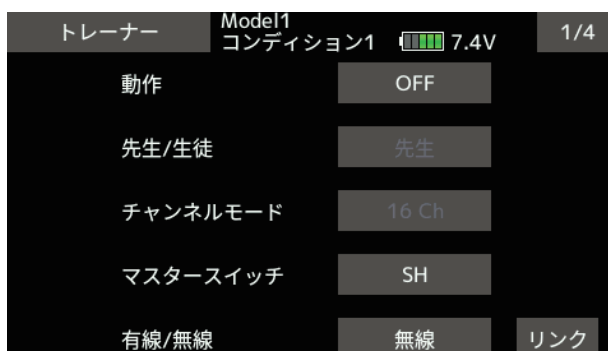 トレーナー
Model1
コンディション1 7.4V
1/4
動作 OFF
先生/生徒 先生
チャンネルモード 16 Ch
マスタースイッチ SH
有線/無線 無線 リンク